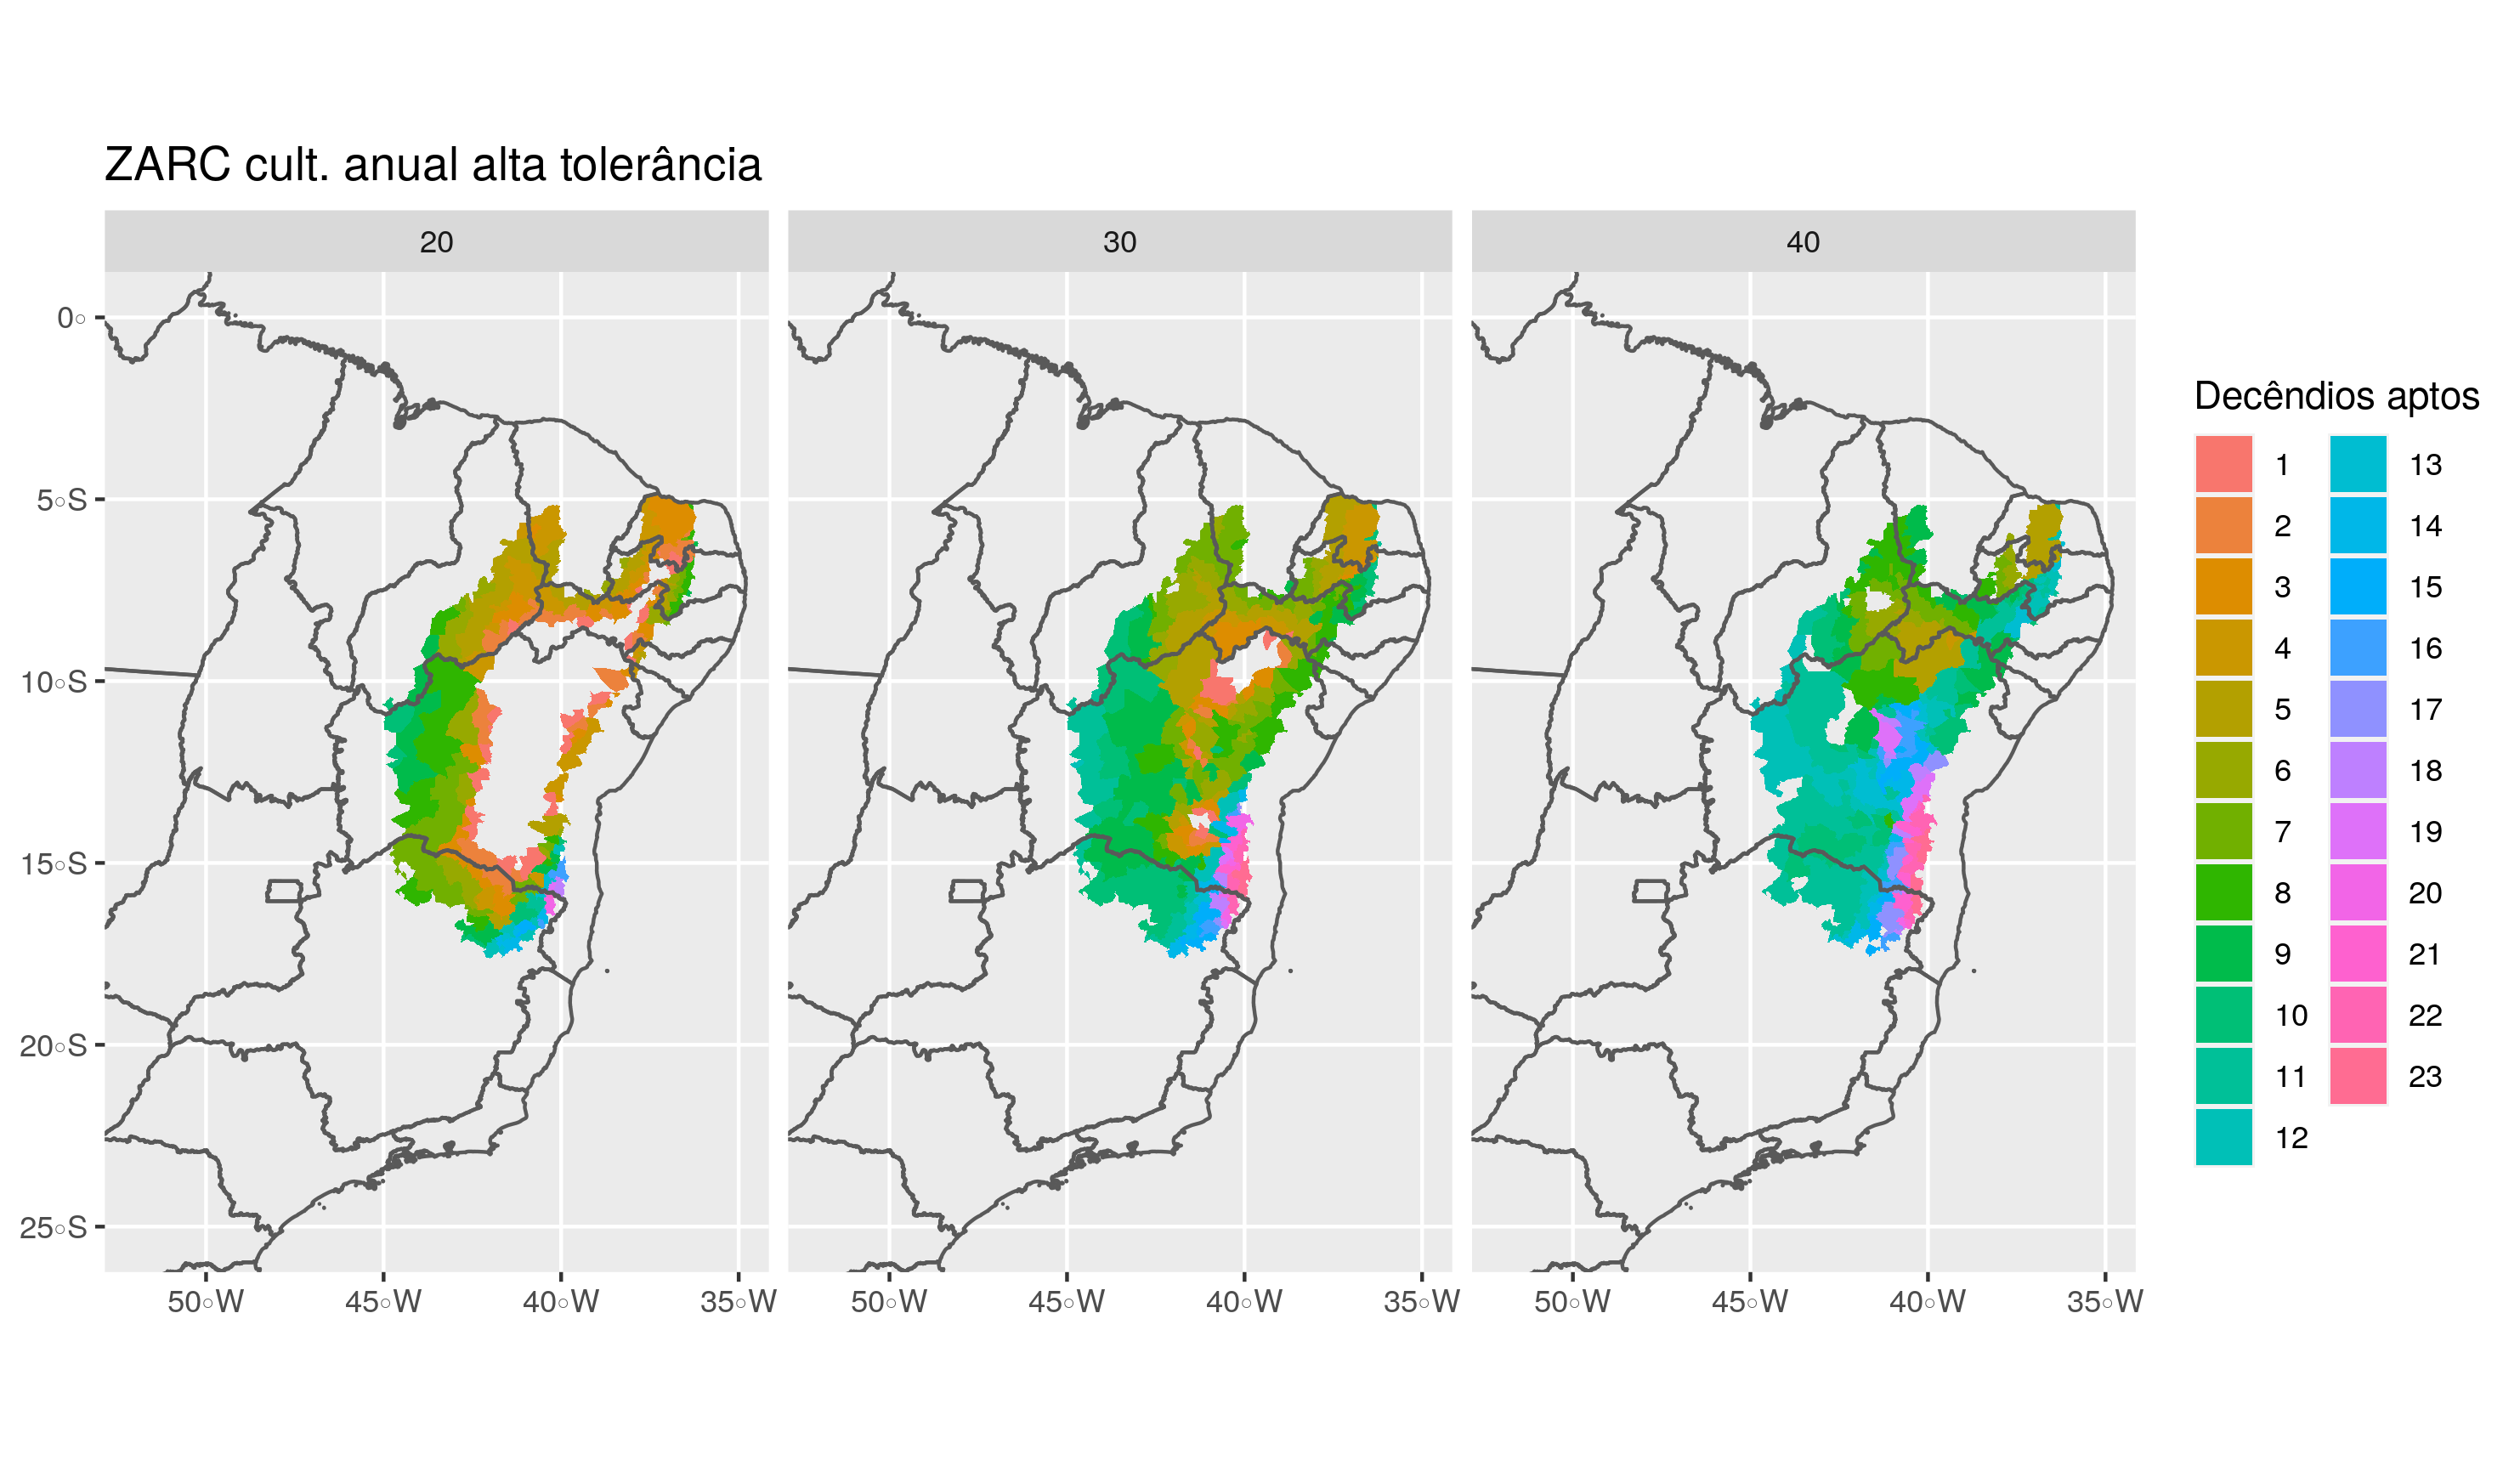 ZARC cult. anual alta tolerância
20 30 40
0◦
5◦S
10◦S
15◦S
20◦S
25◦S
50◦W 45◦W 40◦W 35◦W 50◦W 45◦W 40◦W 35◦W 50◦W 45◦W 40◦W 35◦W
Decêndios aptos
1 13
2 14
3 15
4 16
5 17
6 18
7 19
8 20
9 21
10 22
11 23
12